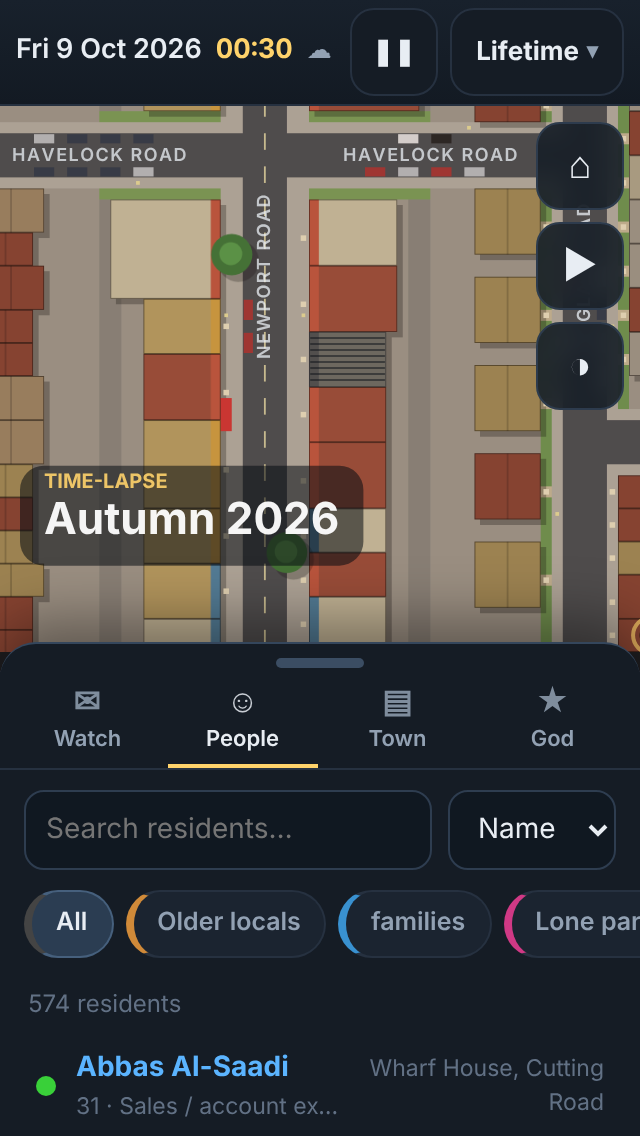 Fri 9 Oct 2026 00:30
Lifetime
HAVELOCK ROAD
HAVELOCK ROAD
NEWPORT ROAD
TIME-LAPSE
Autumn 2026
Watch
People
Town
God
Search residents...
Name
All
Older locals
families
Lone par
574 residents
Abbas Al-Saadi
Wharf House, Cutting
Road
31 · Sales / account ex...